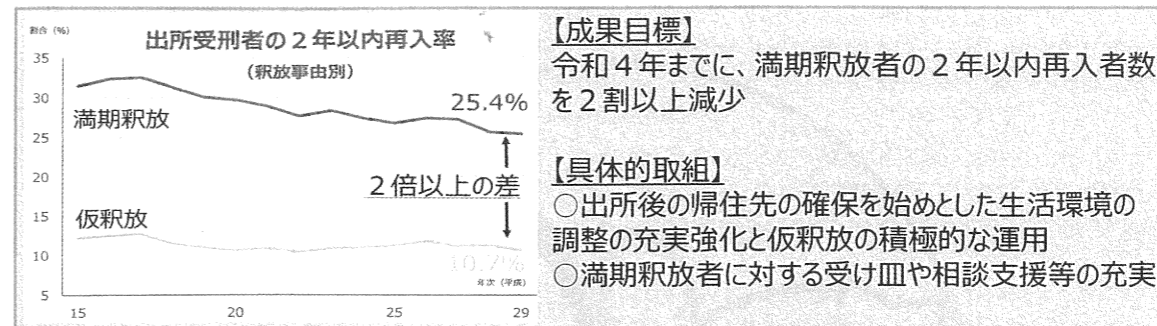 割合(%)
出所受刑者の2年以内再入率
(釈放事由別)
35
30
25
20
15
10
5
満期釈放
25.4%
2倍以上の差
仮釈放
10.7%
年次(平成)
15
20
25
29
【成果目標】
令和4年までに、満期釈放者の2年以内再入者数
を2割以上減少
【具体的取組】
○出所後の帰住先の確保を始めとした生活環境の
調整の充実強化と仮釈放の積極的な運用
○満期釈放者に対する受け皿や相談支援等の充実